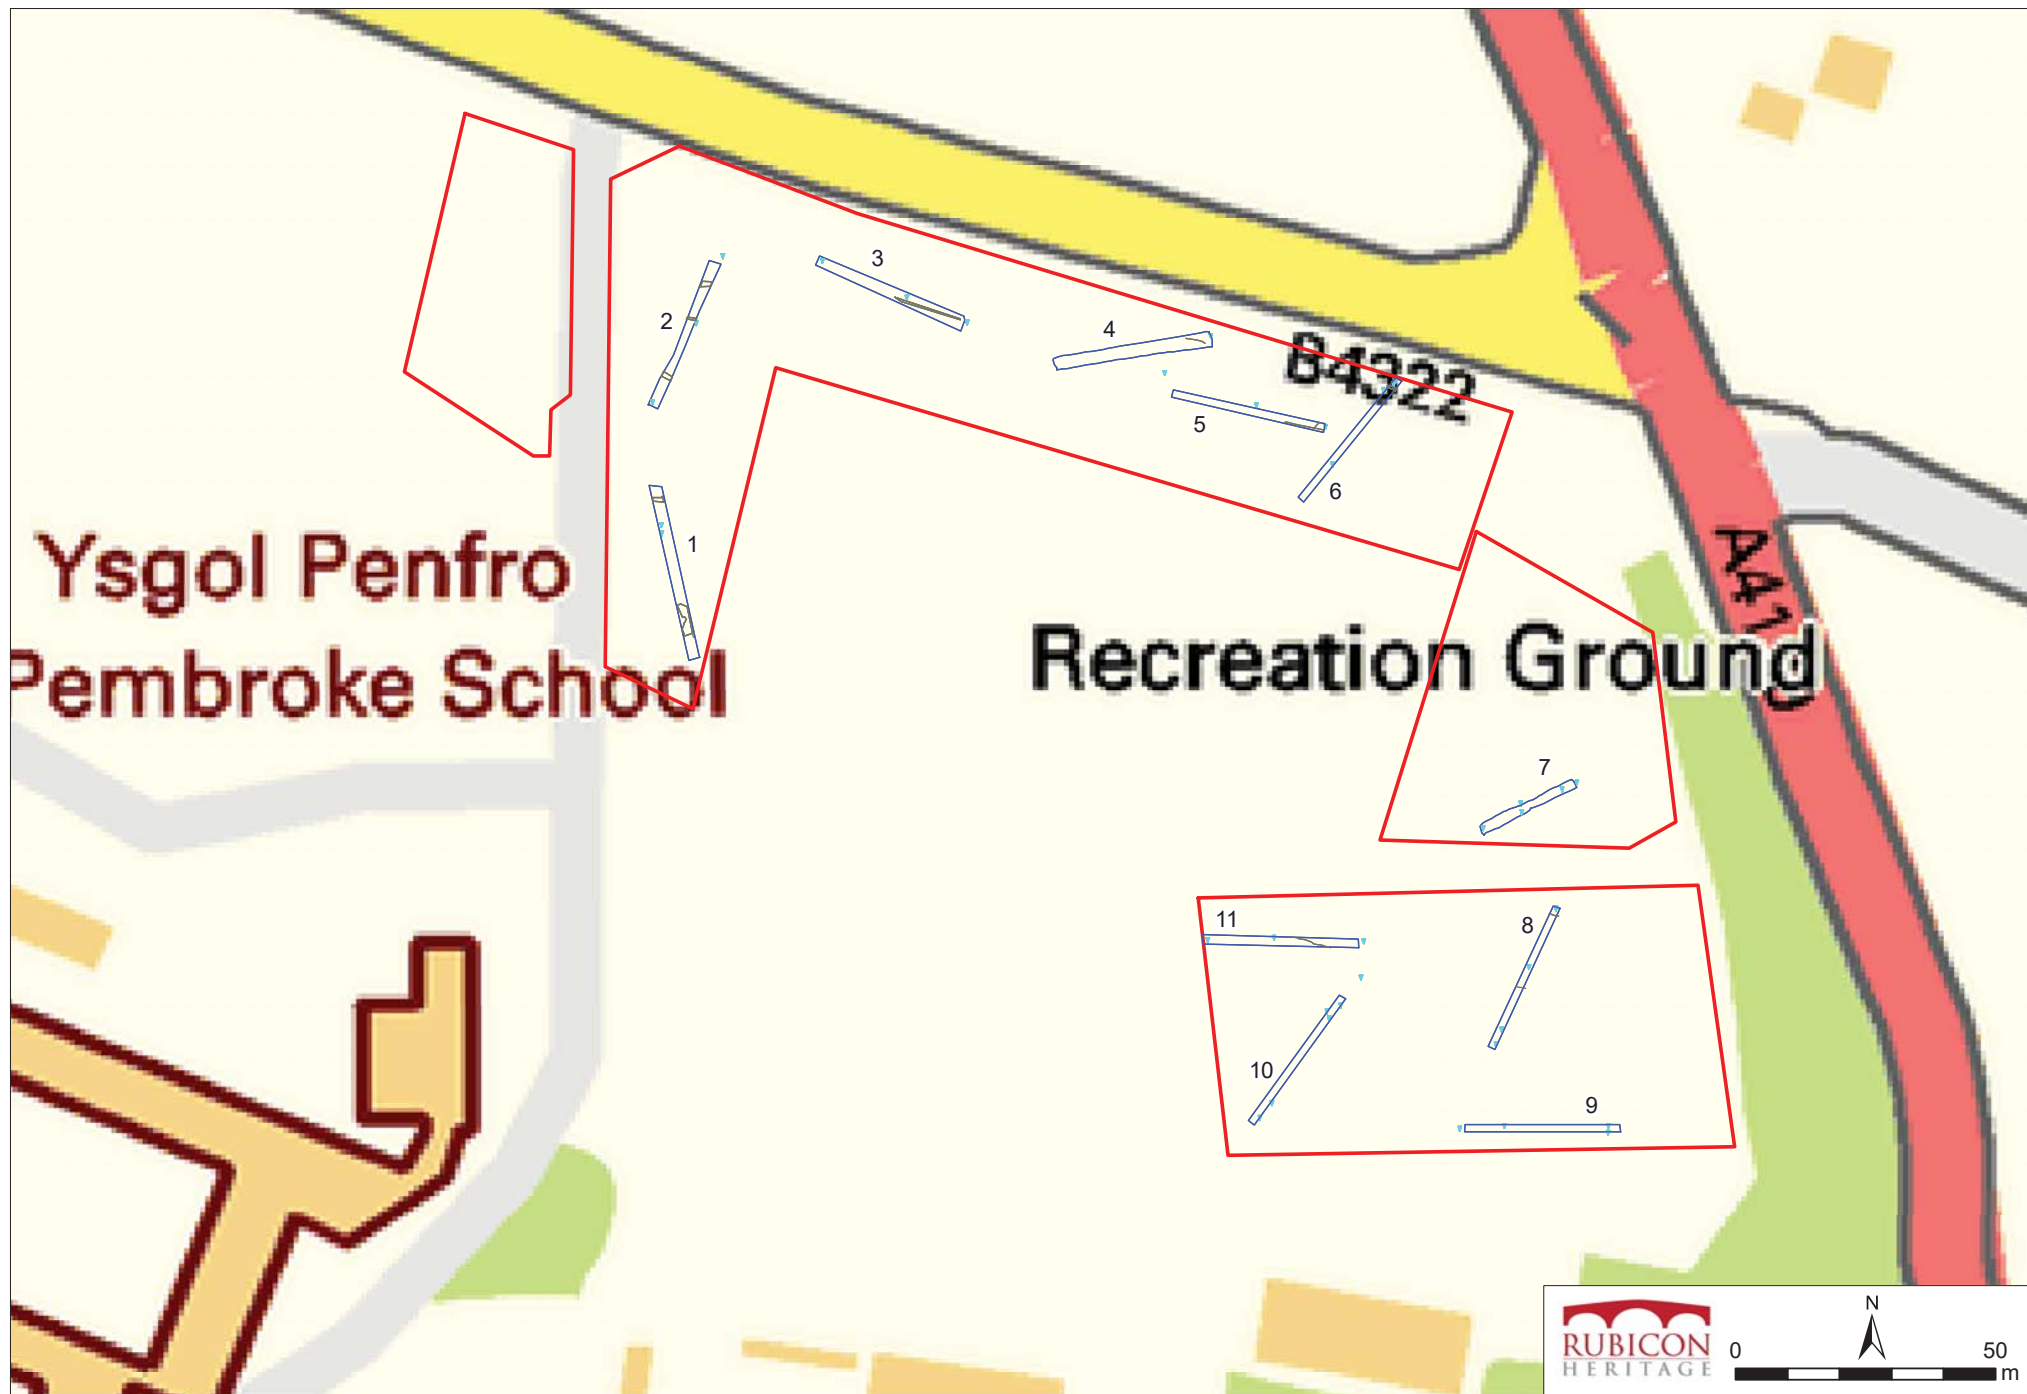 3
2
4
B4322
5
6
1
A41
Ysgol Penfro
Pembroke School
Recreation Ground
7
11
8
10
9
RUBICON
HERITAGE
N
0 50
m